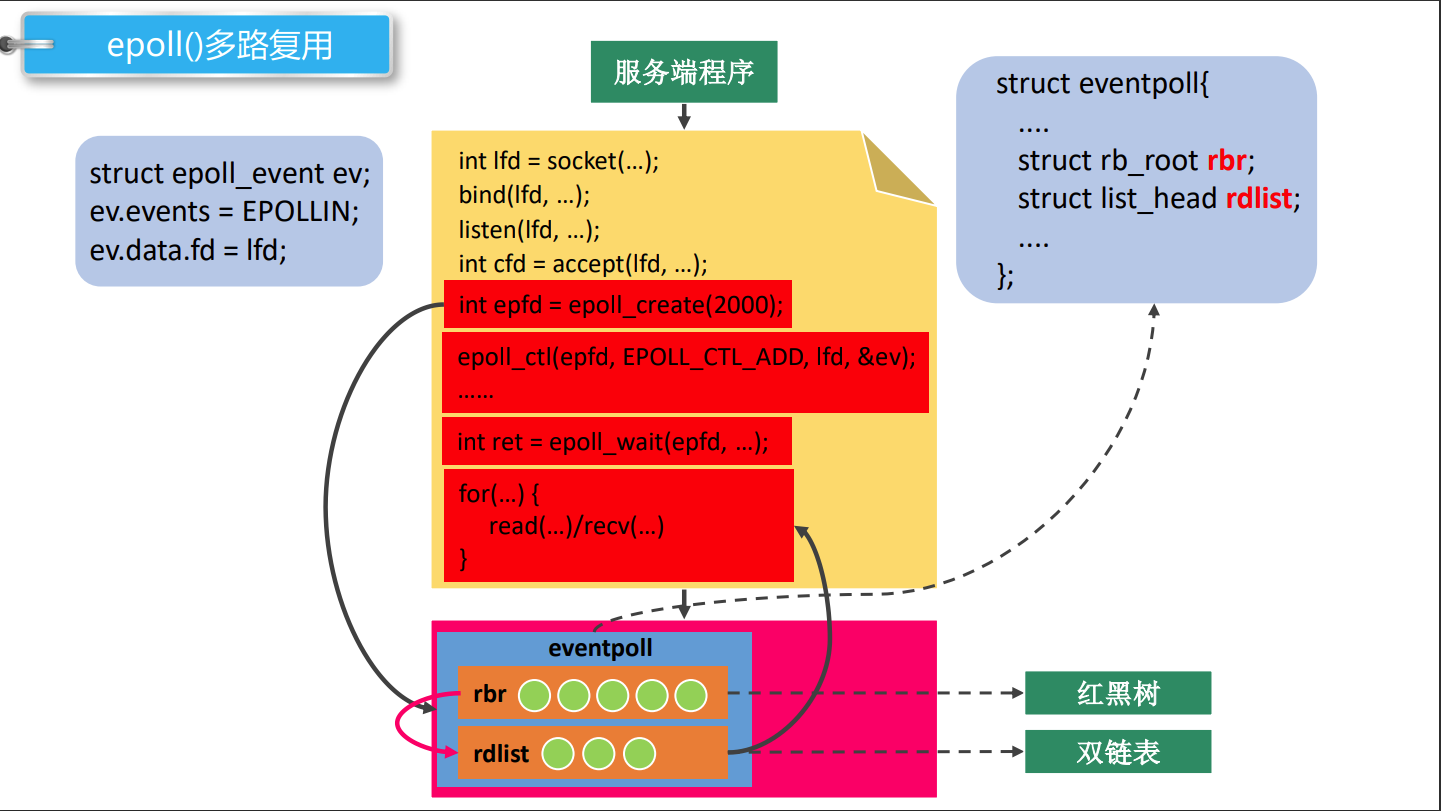 epoll()多路复用
服务端程序
struct epoll_event ev;
ev.events = EPOLLIN;
ev.data.fd = lfd;
int lfd = socket(…);
bind(lfd, …);
listen(lfd, …);
int cfd = accept(lfd, …);
int epfd = epoll_create(2000);
epoll_ctl(epfd, EPOLL_CTL_ADD, lfd, &ev);
……
int ret = epoll_wait(epfd, …);
for(…) {
read(…)/recv(…)
}
struct eventpoll{
....
struct rb_root rbr;
struct list_head rdlist;
....
};
eventpoll
rbr
rdlist
红黑树
双链表